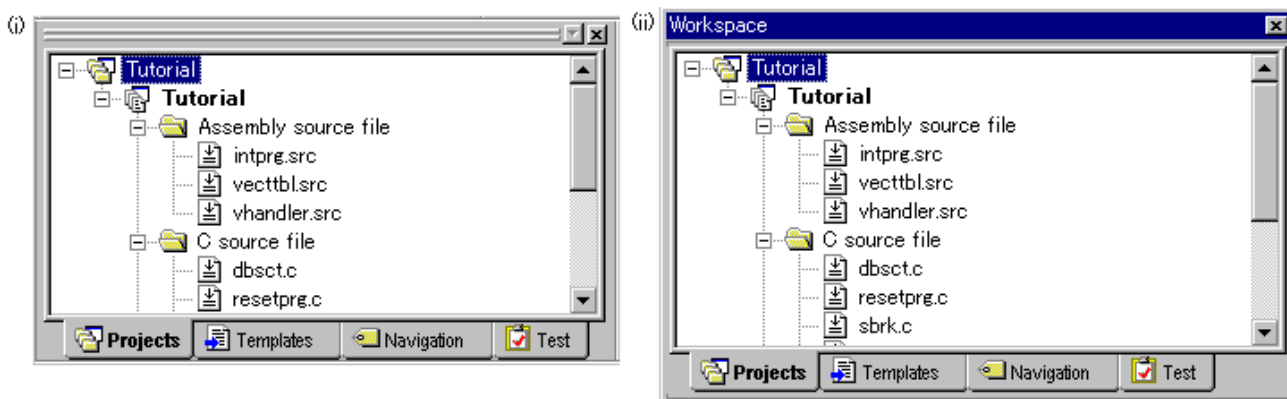 (i)
Tutorial
Tutorial
Assembly source file
intprg.src
vecttbl.src
vhandler.src
C source file
dbsct.c
resetprg.c
Projects Templates Navigation Test
(ii)
Workspace
Tutorial
Tutorial
Assembly source file
intprg.src
vecttbl.src
vhandler.src
C source file
dbsct.c
resetprg.c
sbrk.c
Projects Templates Navigation Test